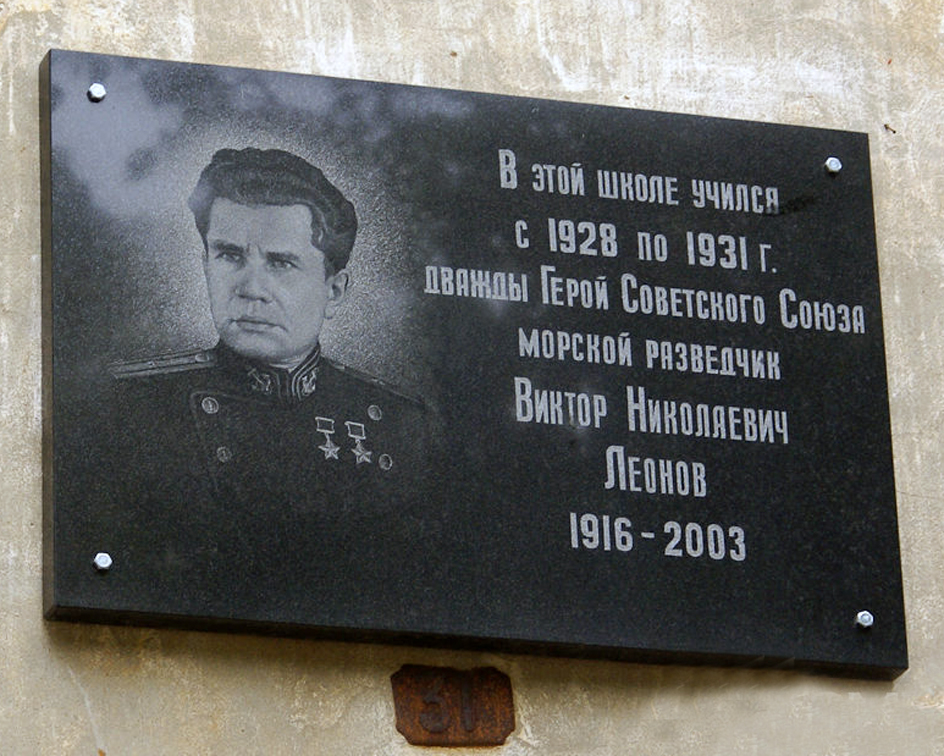 В этой школе учился
с 1928 по 1931 г.
дважды Герой Советского Союза
морской разведчик
Виктор Николаевич
Леонов
1916 - 2003
31